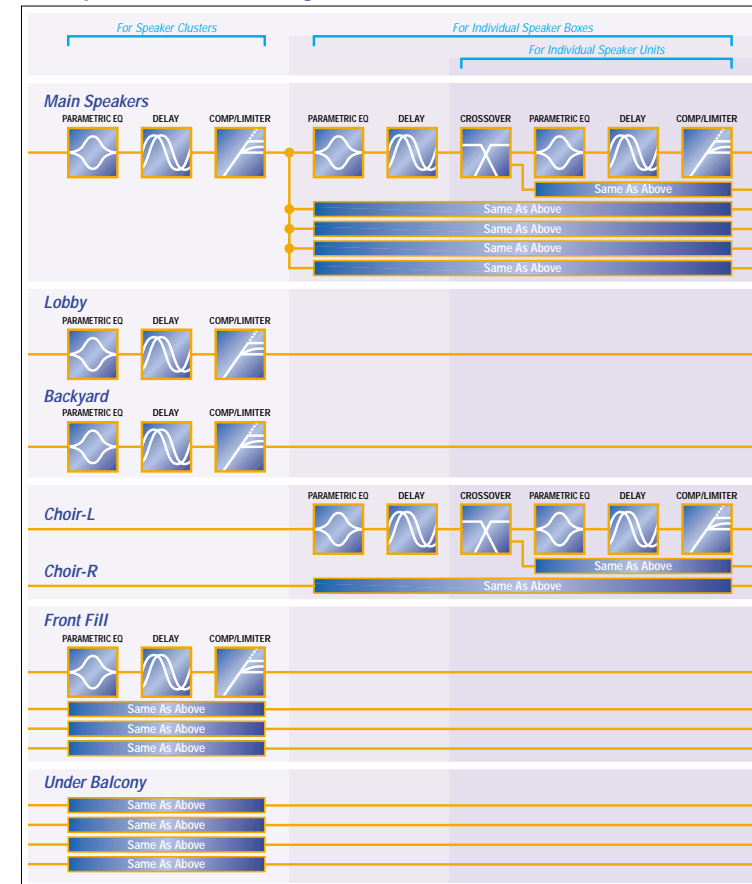 For Speaker Clusters
For Individual Speaker Boxes
For Individual Speaker Units
Main Speakers
PARAMETRIC EQ DELAY COMP/LIMITER PARAMETRIC EQ DELAY CROSSOVER PARAMETRIC EQ DELAY COMP/LIMITER
Same As Above
Same As Above
Same As Above
Same As Above
Same As Above
Lobby
PARAMETRIC EQ DELAY COMP/LIMITER
Backyard
PARAMETRIC EQ DELAY COMP/LIMITER
PARAMETRIC EQ DELAY CROSSOVER PARAMETRIC EQ DELAY COMP/LIMITER
Choir-L
Same As Above
Choir-R
Same As Above
Front Fill
PARAMETRIC EQ DELAY COMP/LIMITER
Same As Above
Same As Above
Same As Above
Under Balcony
Same As Above
Same As Above
Same As Above
Same As Above